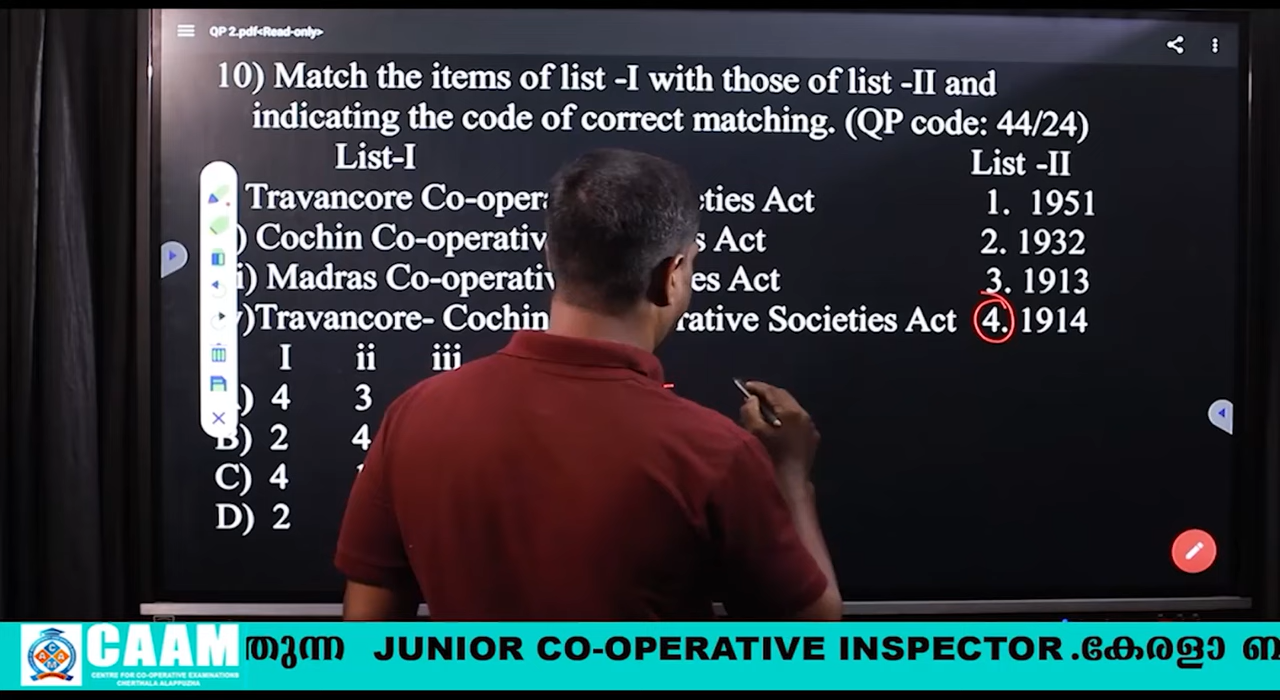 QP 2.pdf<Read-only>
10) Match the items of list -I with those of list -II and
indicating the code of correct matching. (QP code: 44/24)
List-I List -II
Travancore Co-oper ties Act 1. 1951
) Cochin Co-operativ s Act 2. 1932
i) Madras Co-operativ es Act 3. 1913
)Travancore- Cochin rative Societies Act 4. 1914
I ii iii
) 4 3
B) 2 4
C) 4
D) 2
CAAM
CENTRE FOR CO-OPERATIVE EXAMINATIONS
CHERTHALA ALAPPUZHA
തുന്ന JUNIOR CO-OPERATIVE INSPECTOR .കേരളാ ബ